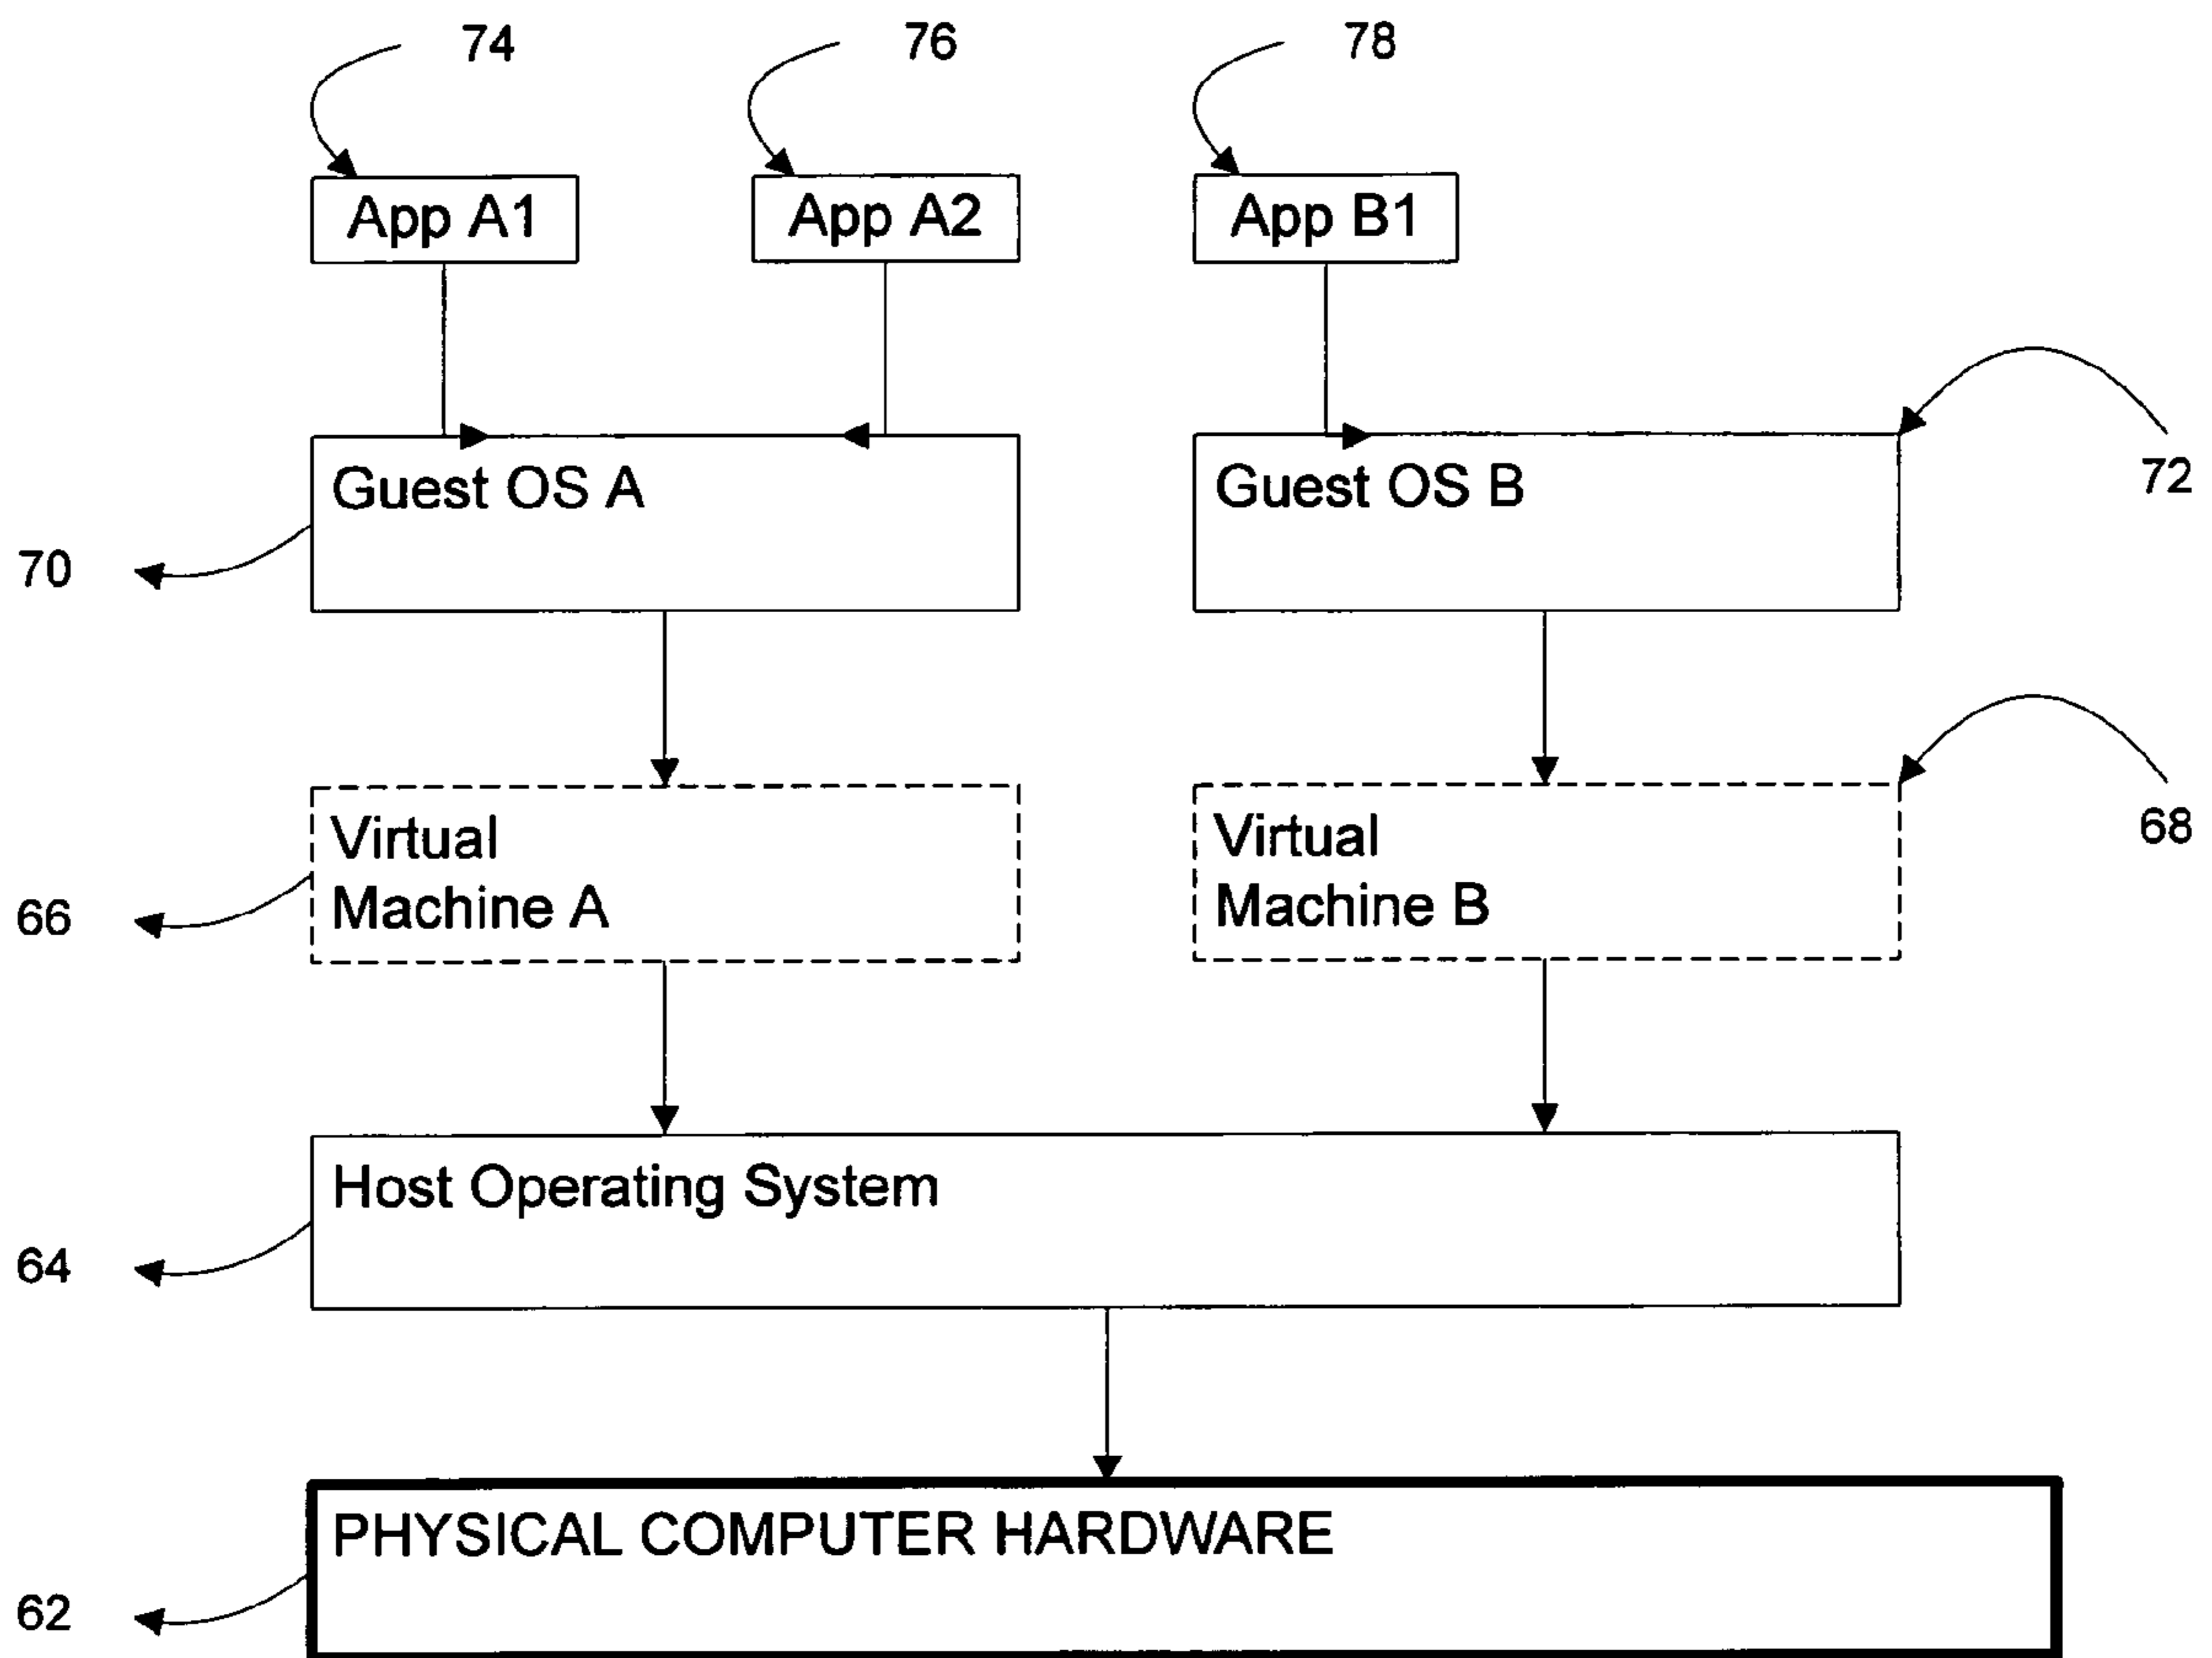 74
76
78
App A1
App A2
App B1
Guest OS A
Guest OS B
72
70
Virtual
Machine A
Virtual
Machine B
68
66
Host Operating System
64
PHYSICAL COMPUTER HARDWARE
62